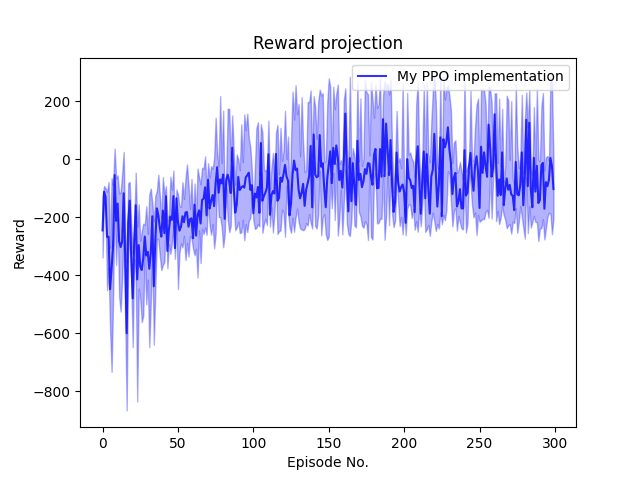 Reward projection
My PPO implementation
Reward
200
0
−200
−400
−600
−800
0 50 100 150 200 250 300
Episode No.